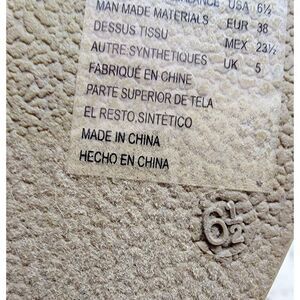 USA 6½
MAN MADE MATERIALS EUR 38
DESSUS.TISSU MEX 23½
AUTRE.SYNTHÉTIQUES UK 5
FABRIQUÉ EN CHINE
.PARTE SUPERIOR DE TELA
EL RESTO.SINTÉTICO
MADE IN CHINA
HECHO EN CHINA
6½